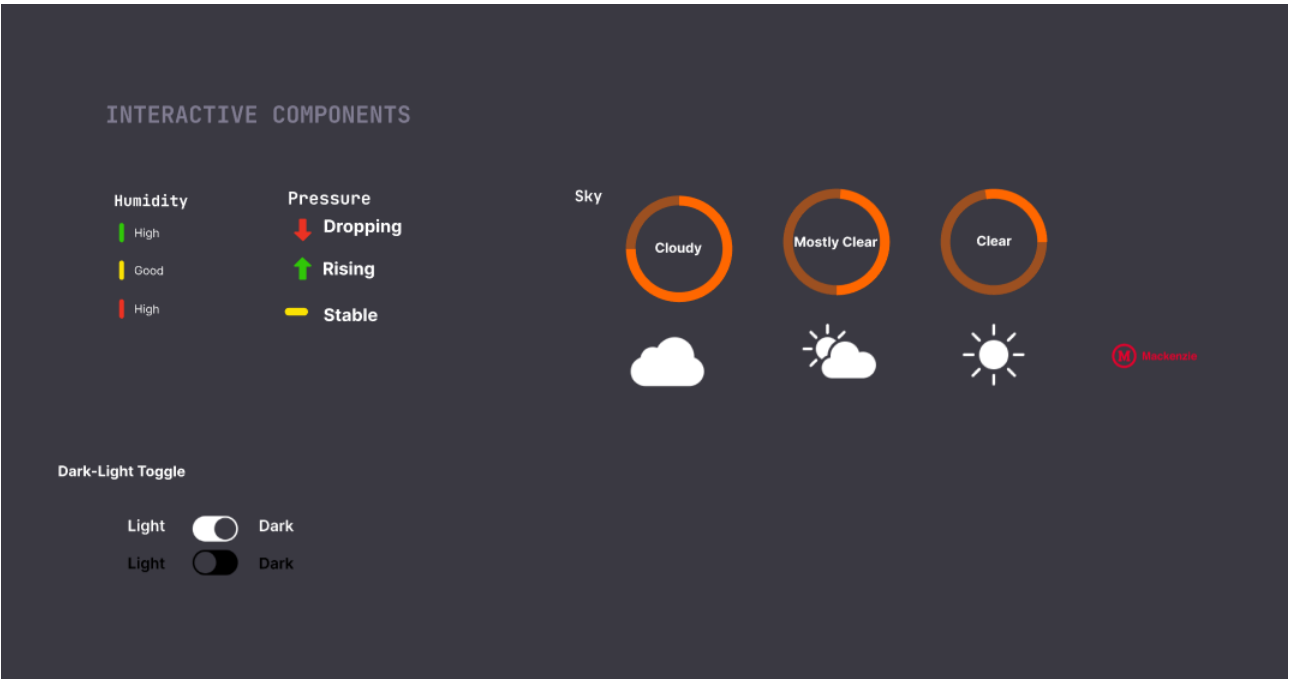 INTERACTIVE COMPONENTS
Humidity
High
Good
High
Pressure
Dropping
Rising
Stable
Sky
Cloudy
Mostly Clear
Clear
M Mackenzie
Dark-Light Toggle
Light Dark
Light Dark